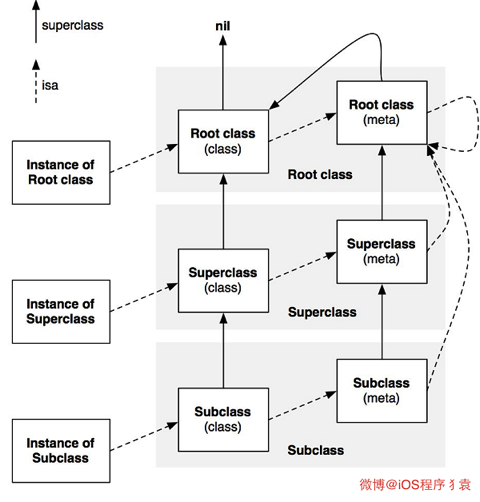 superclass
nil
isa
Root class
(class)
Root class
(meta)
Instance of
Root class
Root class
Superclass
(class)
Superclass
(meta)
Instance of
Superclass
Superclass
Subclass
(class)
Subclass
(meta)
Instance of
Subclass
Subclass
微博@iOS程序犭袁